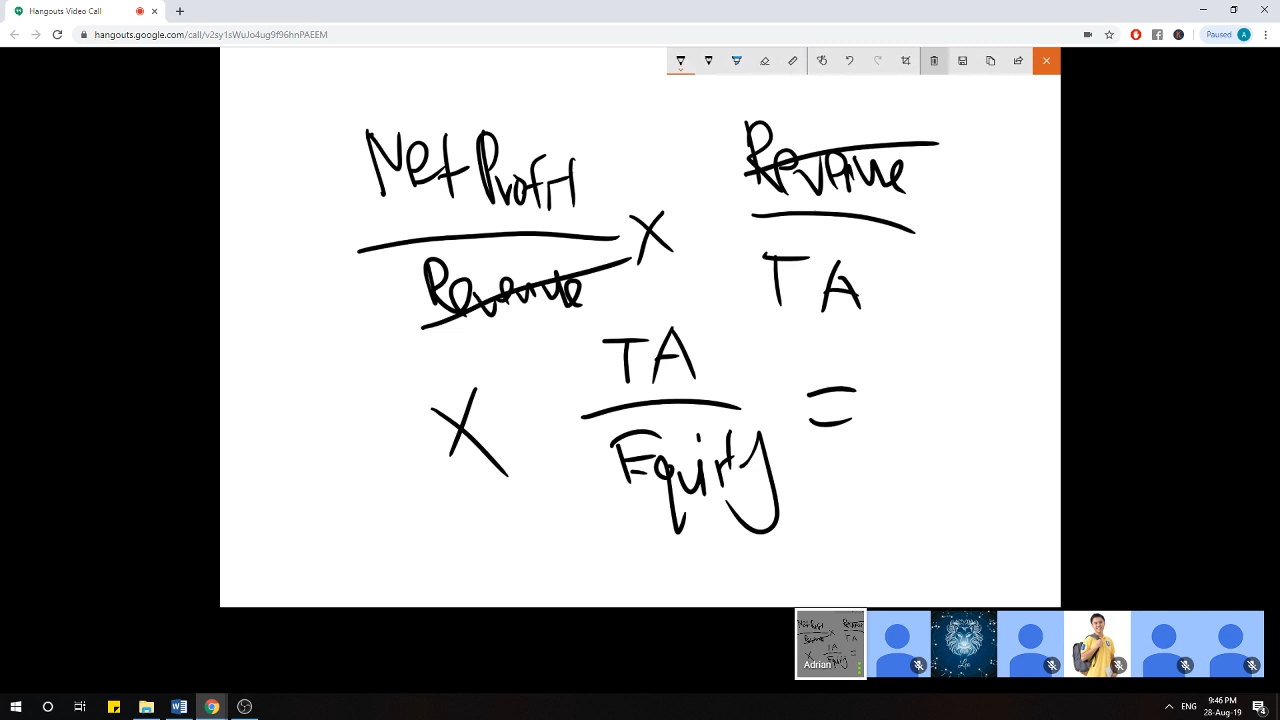 Hangouts Video Call
hangouts.google.com/call/v2sy1sWuJo4ug9f96hnPAEEM
Paused A
Net Profit Revenue
X
Revenue TA
TA
X =
Equity
Adrian
Leo
ENG
9:46 PM
28-Aug-19